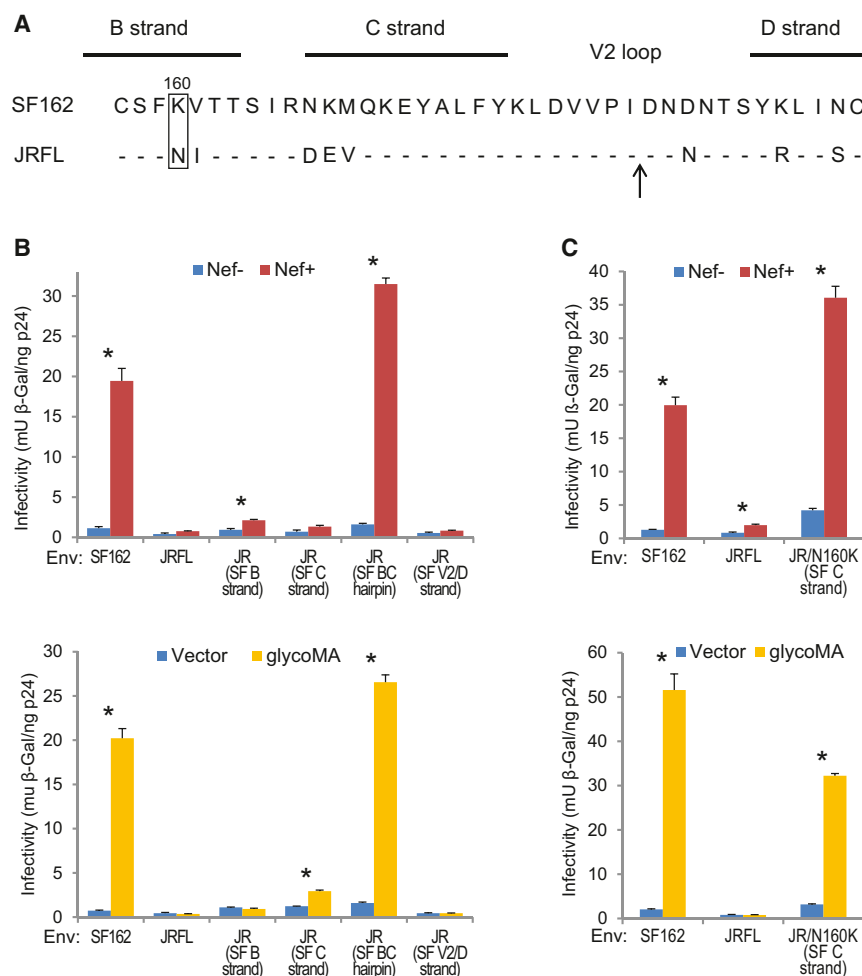 A
B strand C strand V2 loop D strand
160
SF162 C S F K V T T S I R N K M Q K E Y A L F Y K L D V V P I D N D N T S Y K L I N C
JRFL - - - N I - - - - - D E V - - - - - - - - - - - - - - - - - - N - - - - R - - S -
B
Nef- Nef+
Infectivity (mU β-Gal/ng p24)
30
25
20
15
10
5
0
* * *
Env: SF162 JRFL JR (SF B strand) JR (SF C strand) JR (SF BC hairpin) JR (SF V2/D strand)
Vector glycoMA
Infectivity (mu β-Gal/ng p24)
30
25
20
15
10
5
0
* * *
Env: SF162 JRFL JR (SF B strand) JR (SF C strand) JR (SF BC hairpin) JR (SF V2/D strand)
C
Nef- Nef+
Infectivity (mU ß-Gal/ng p24)
40
35
30
25
20
15
10
5
0
* * *
Env: SF162 JRFL JR/N160K (SF C strand)
Vector glycoMA
Infectivity (mU β-Gal/ng p24)
60
50
40
30
20
10
0
* *
Env: SF162 JRFL JR/N160K (SF C strand)